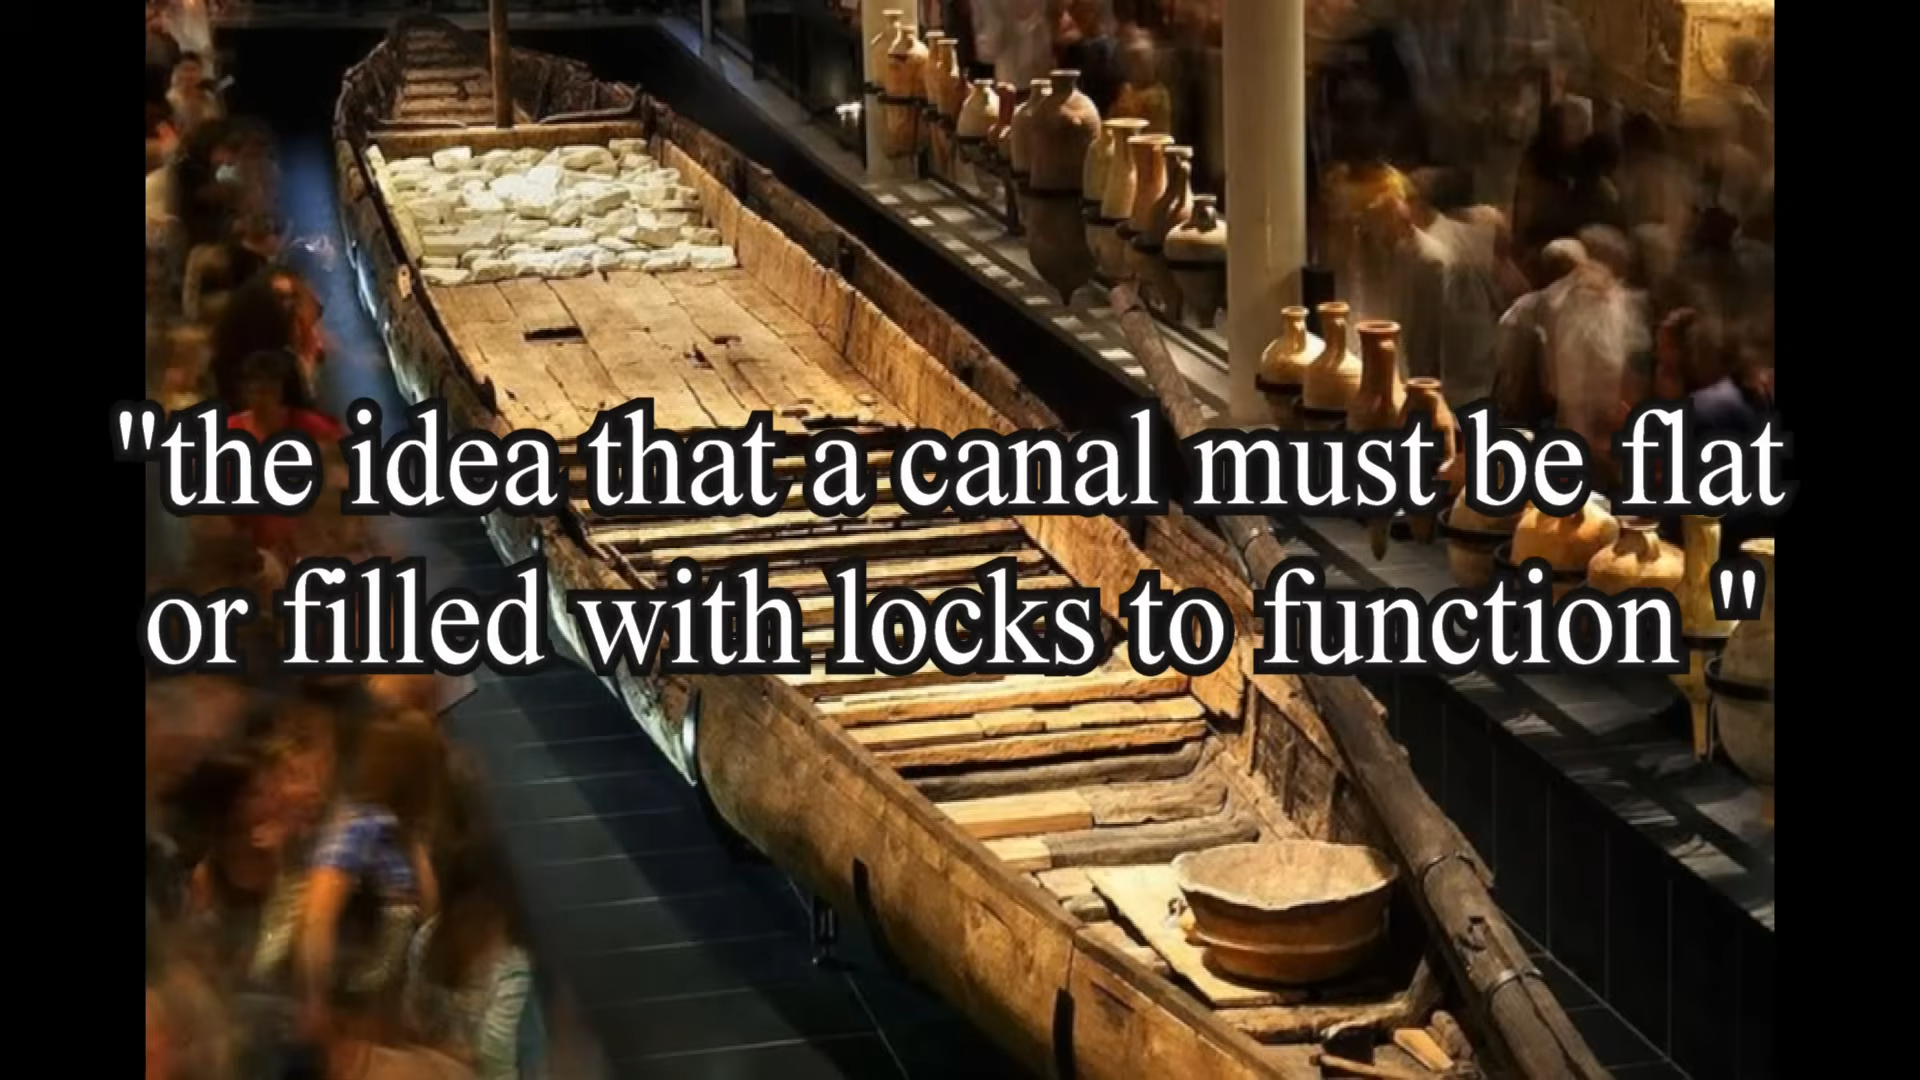 "the idea that a canal must be flat
or filled with locks to function "